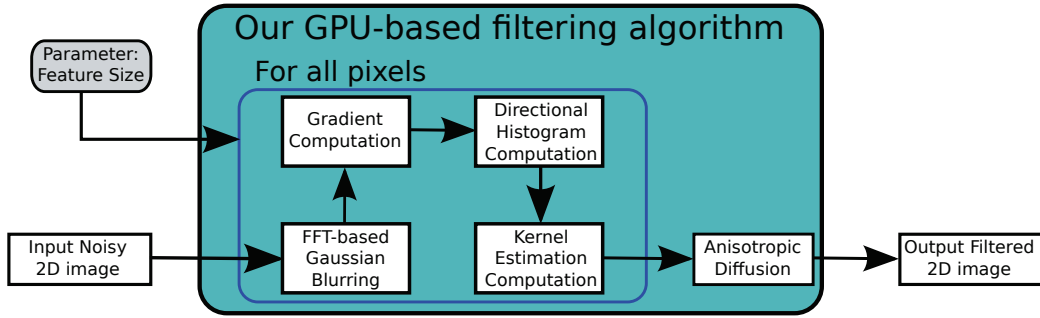 Our GPU-based filtering algorithm
Parameter:
Feature Size
For all pixels
Gradient
Computation
Directional
Histogram
Computation
Input Noisy
2D image
FFT-based
Gaussian
Blurring
Kernel
Estimation
Computation
Anisotropic
Diffusion
Output Filtered
2D image